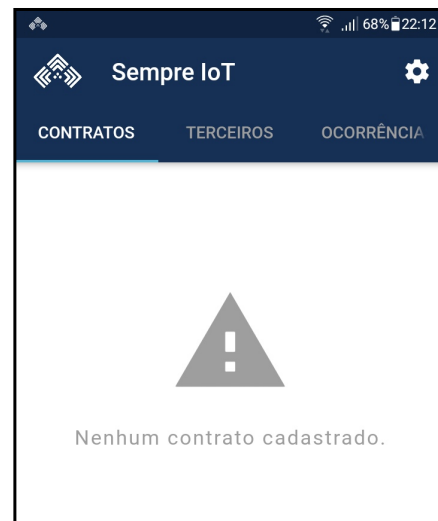 68% 22:12
Sempre IoT
CONTRATOS TERCEIROS OCORRÊNCIA
Nenhum contrato cadastrado.